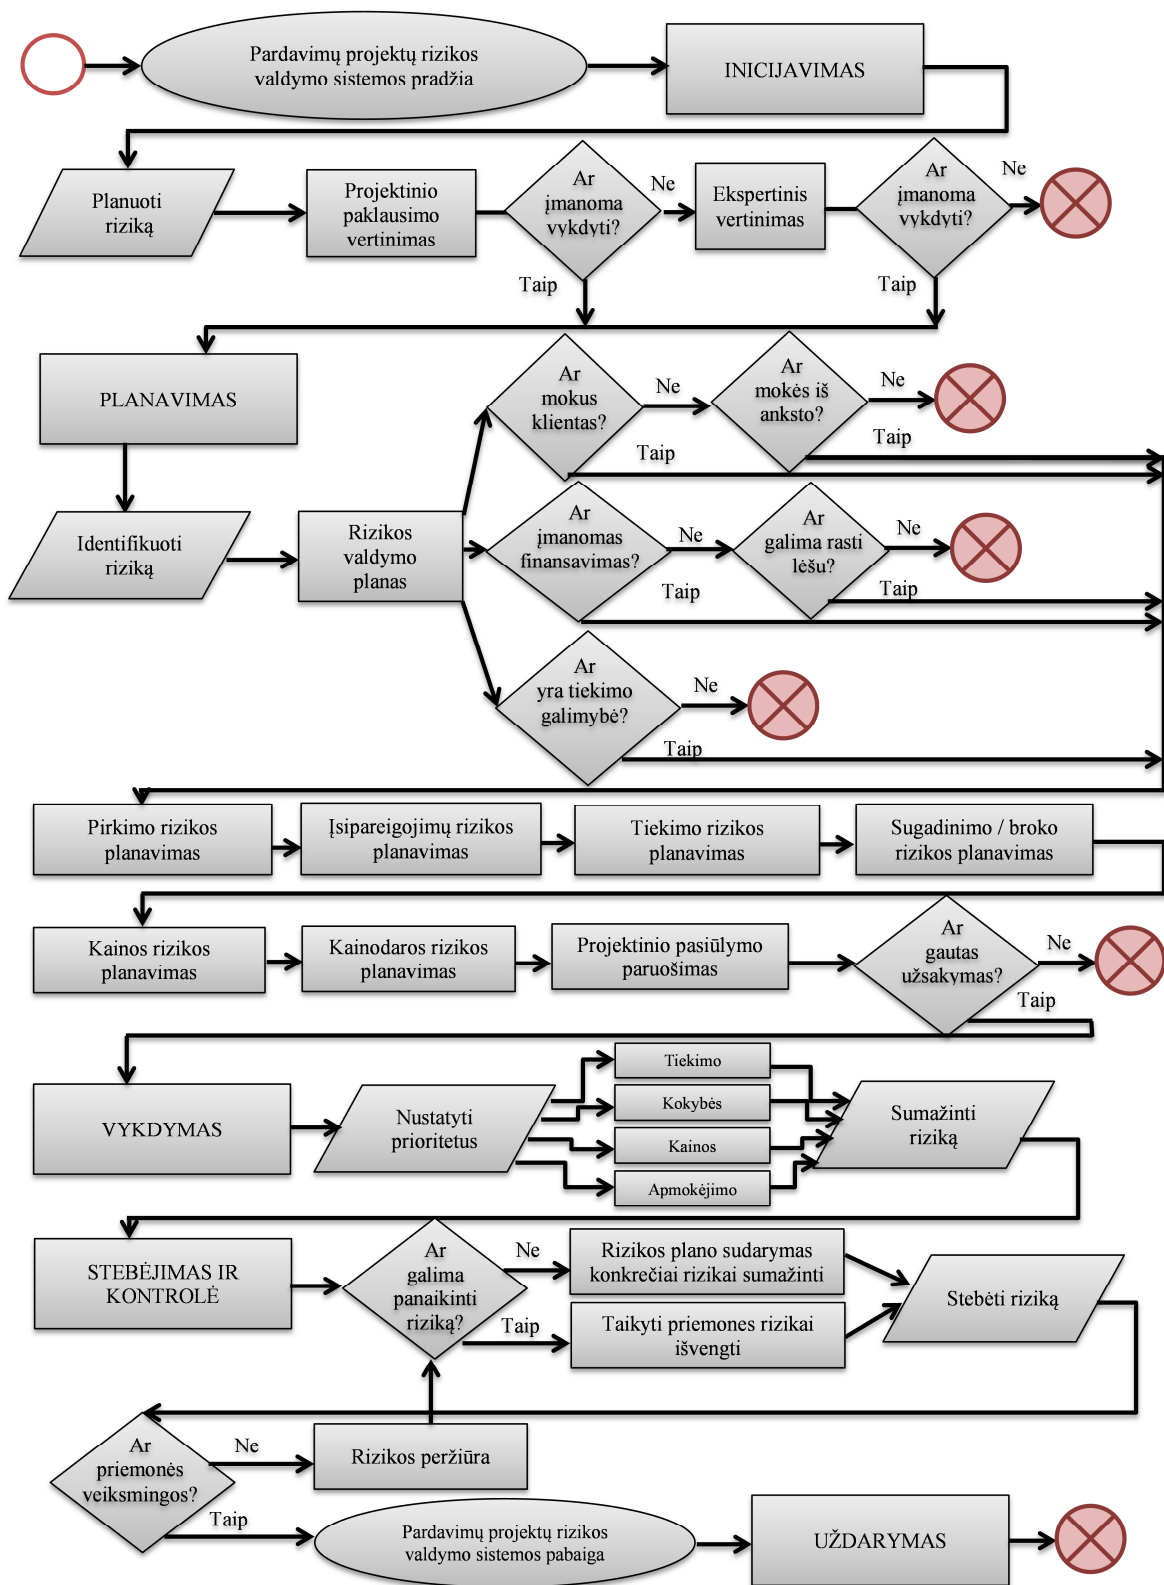 Pardavimų projektų rizikos
valdymo sistemos pradžia
INICIJAVIMAS
Planuoti
riziką
Projektinio
paklausimo
vertinimas
Ar
įmanoma
vykdyti?
Ne
Taip
Ekspertinis
vertinimas
Ar
įmanoma
vykdyti?
Ne
Taip
PLANAVIMAS
Ar
mokus
klientas?
Ne
Taip
Ar
mokės iš
anksto?
Ne
Taip
Identifikuoti
riziką
Rizikos
valdymo
planas
Ar
įmanomas
finansavimas?
Ne
Taip
Ar
galima rasti
lėšu?
Ne
Taip
Ar
yra tiekimo
galimybė?
Ne
Taip
Pirkimo rizikos
planavimas
Įsipareigojimų rizikos
planavimas
Tiekimo rizikos
planavimas
Sugadinimo / broko
rizikos planavimas
Kainos rizikos
planavimas
Kainodaros rizikos
planavimas
Projektinio pasiūlymo
paruošimas
Ar
gautas
užsakymas?
Ne
Taip
VYKDYMAS
Nustatyti
prioritetus
Tiekimo
Kokybės
Kainos
Apmokėjimo
Sumažinti
riziką
STEBĖJIMAS IR
KONTROLĖ
Ar
galima
panaikinti
riziką?
Ne
Taip
Rizikos plano sudarymas
konkrečiai rizikai sumažinti
Taikyti priemones rizikai
išvengti
Stebėti riziką
Ar
priemonės
veiksmingos?
Ne
Taip
Rizikos peržiūra
Pardavimų projektų rizikos
valdymo sistemos pabaiga
UŽDARYMAS